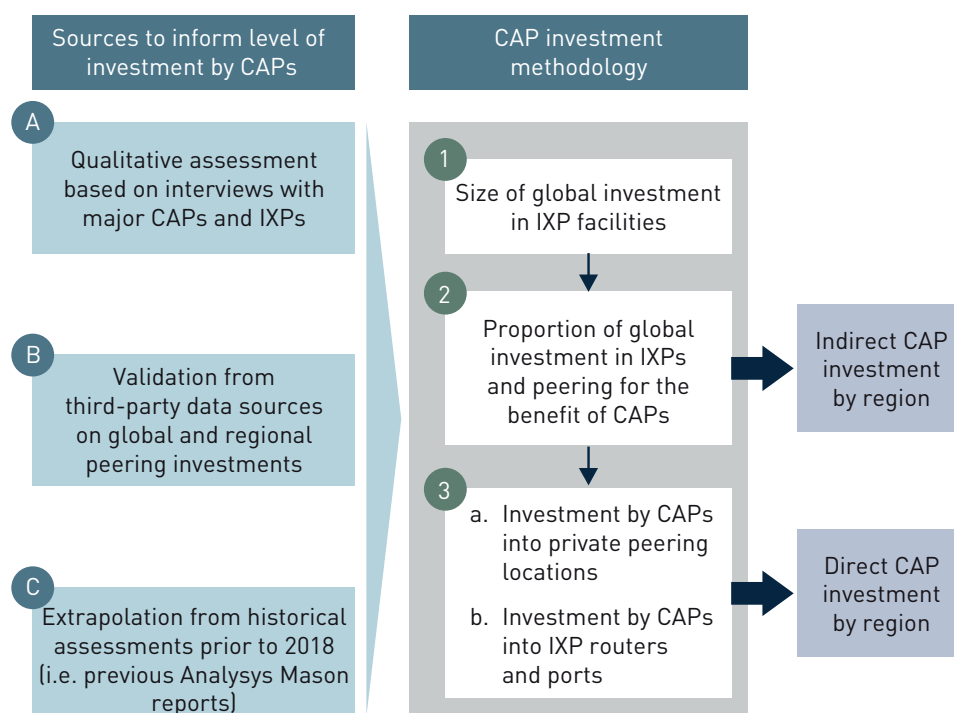 Sources to inform level of
investment by CAPs
A
Qualitative assessment
based on interviews with
major CAPs and IXPs
B
Validation from
third-party data sources
on global and regional
peering investments
C
Extrapolation from historical
assessments prior to 2018
(i.e. previous Analysys Mason
reports)
CAP investment
methodology
1
Size of global investment
in IXP facilities
2
Proportion of global
investment in IXPs
and peering for the
benefit of CAPs
3
a. Investment by CAPs
into private peering
locations
b. Investment by CAPs
into IXP routers
and ports
Indirect CAP
investment
by region
Direct CAP
investment
by region